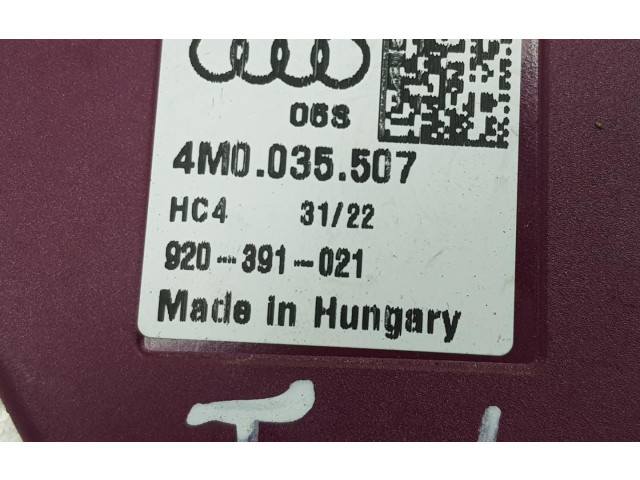 06S
4M0.035.507
HC4 31/22
920-391-021
Made in Hungary